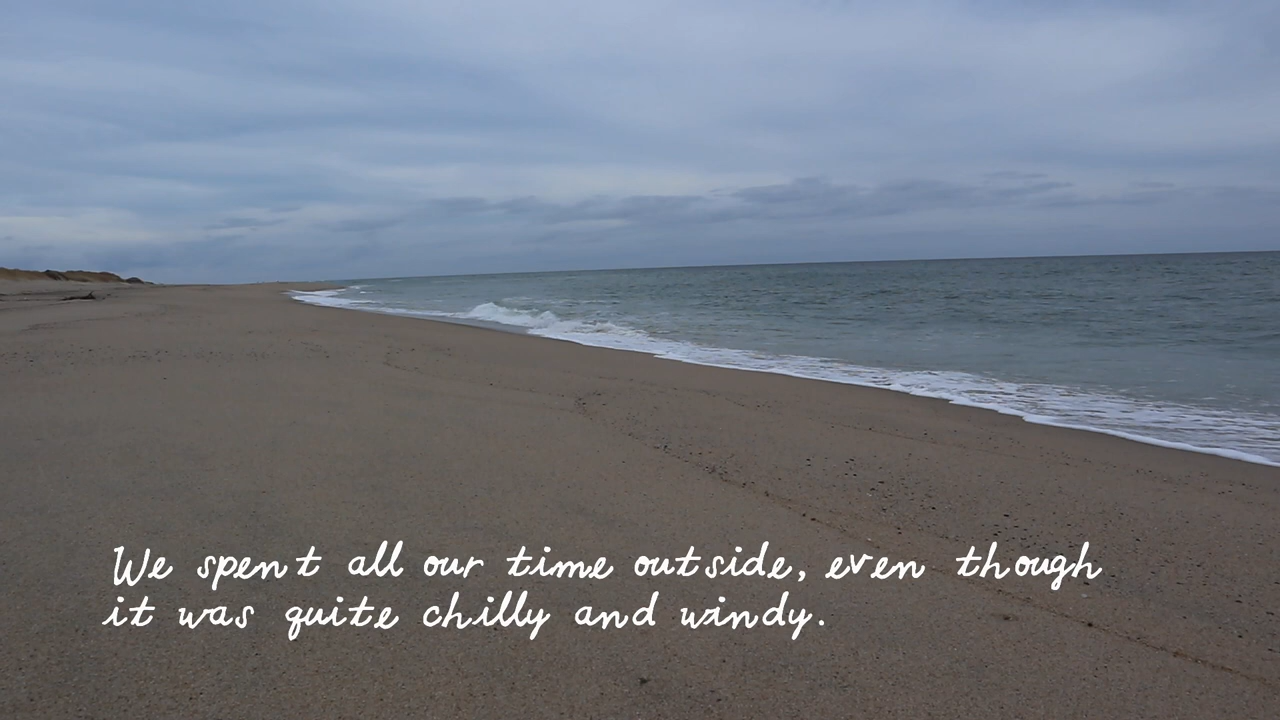 We spent all our time outside, even though
it was quite chilly and windy.